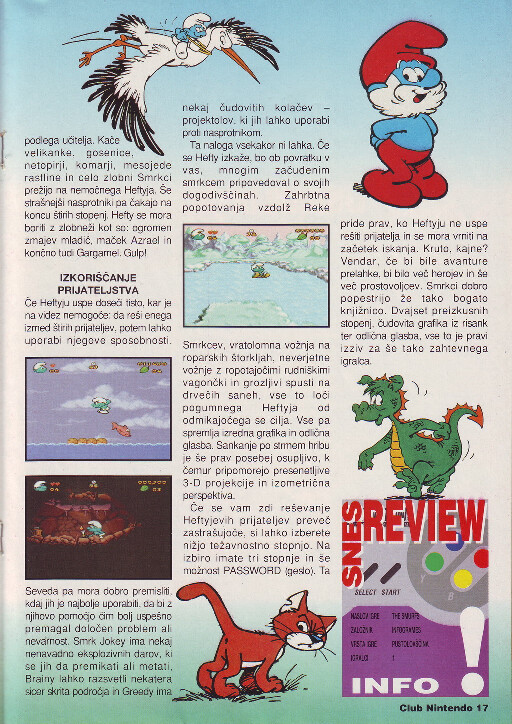 podlega učitelja. Kače
velikanke, gosenice,
netopirji, komarji, mesojede
rastline in celo zlobni Smrkci
prežijo na nemočnega Heftyja. Še
strašnejši nasprotniki pa čakajo na
koncu štirih stopenj. Hefty se mora
boriti z zlobneži kot so: ogromen
zmajev mladič, maček Azrael in
končno tudi Gargamel. Gulp!
IZKORIŠČANJE
PRIJATELJSTVA
Če Heftyju uspe doseči tisto, kar je
na videz nemogoče: da reši enega
izmed štirih prijateljev, potem lahko
uporabi njegove sposobnosti.
Seveda pa mora dobro premisliti,
kdaj jih je najbolje uporabiti, da bi z
njihovo pomočjo čim bolj uspešno
premagal določen problem ali
nevarnost. Smrk Jokey ima nekaj
nenavadno eksplozivnih darov, ki
se jih da premikati ali metati,
Brainy lahko razsvetli nekatera
sicer skrita področja in Greedy ima
nekaj čudovitih kolačev –
projektolov, ki jih lahko uporabi
proti nasprotnikom.
Ta naloga vsekakor ni lahka. Če
se Hefty izkaže, bo ob povratku v
vas, mnogim začudenim
smrkcem pripovedoval o svojih
dogodivščinah. Zahrbtna
popotovanja vzdolž Reke
Smrkcev, vratolomna vožnja na
roparskih štorkljah, neverjetne
vožnje z ropotajočimi rudniškimi
vagončki in grozljivi spusti na
drvečih saneh, vse to loči
pogumnega Heftyja od
odmikajočega se cilja. Vse pa
spremlja izredna grafika in odlična
glasba. Sankanje po strmem hribu
je še prav posebej osupljivo, k
čemur pripomorejo presenetljive
3-D projekcije in izometrična
perspektiva.
Če se vam zdi reševanje
Heftyjevih prijateljev preveč
zastrašujoče, si lahko izberete
nižjo težavnostno stopnjo. Na
izbiro imate tri stopnje in še
možnost PASSWORD (geslo). Ta
pride prav, ko Heftyju ne uspe
rešiti prijatelja in se mora vrniti na
začetek iskanja. Kruto, kajne?
Vendar, če bi bile avanture
prelahke, bi bilo več herojev in še
več prostovoljcev. Smrkci dobro
popestrijo že tako bogato
knjižnico. Dvajset preizkusnih
stopenj, čudovita grafika iz risank
ter odlična glasba, vse to je pravi
izziv za še tako zahtevnega
igralca.
SNES
REVIEW
SELECT START
Y
B
NASLOV IGRE THE SMURFS
ZALOŽNIK INFOGRAMES
VRSTA IGRE PUSTOLOVŠČINA
IGRALCI 1
INFO !
Club Nintendo 17